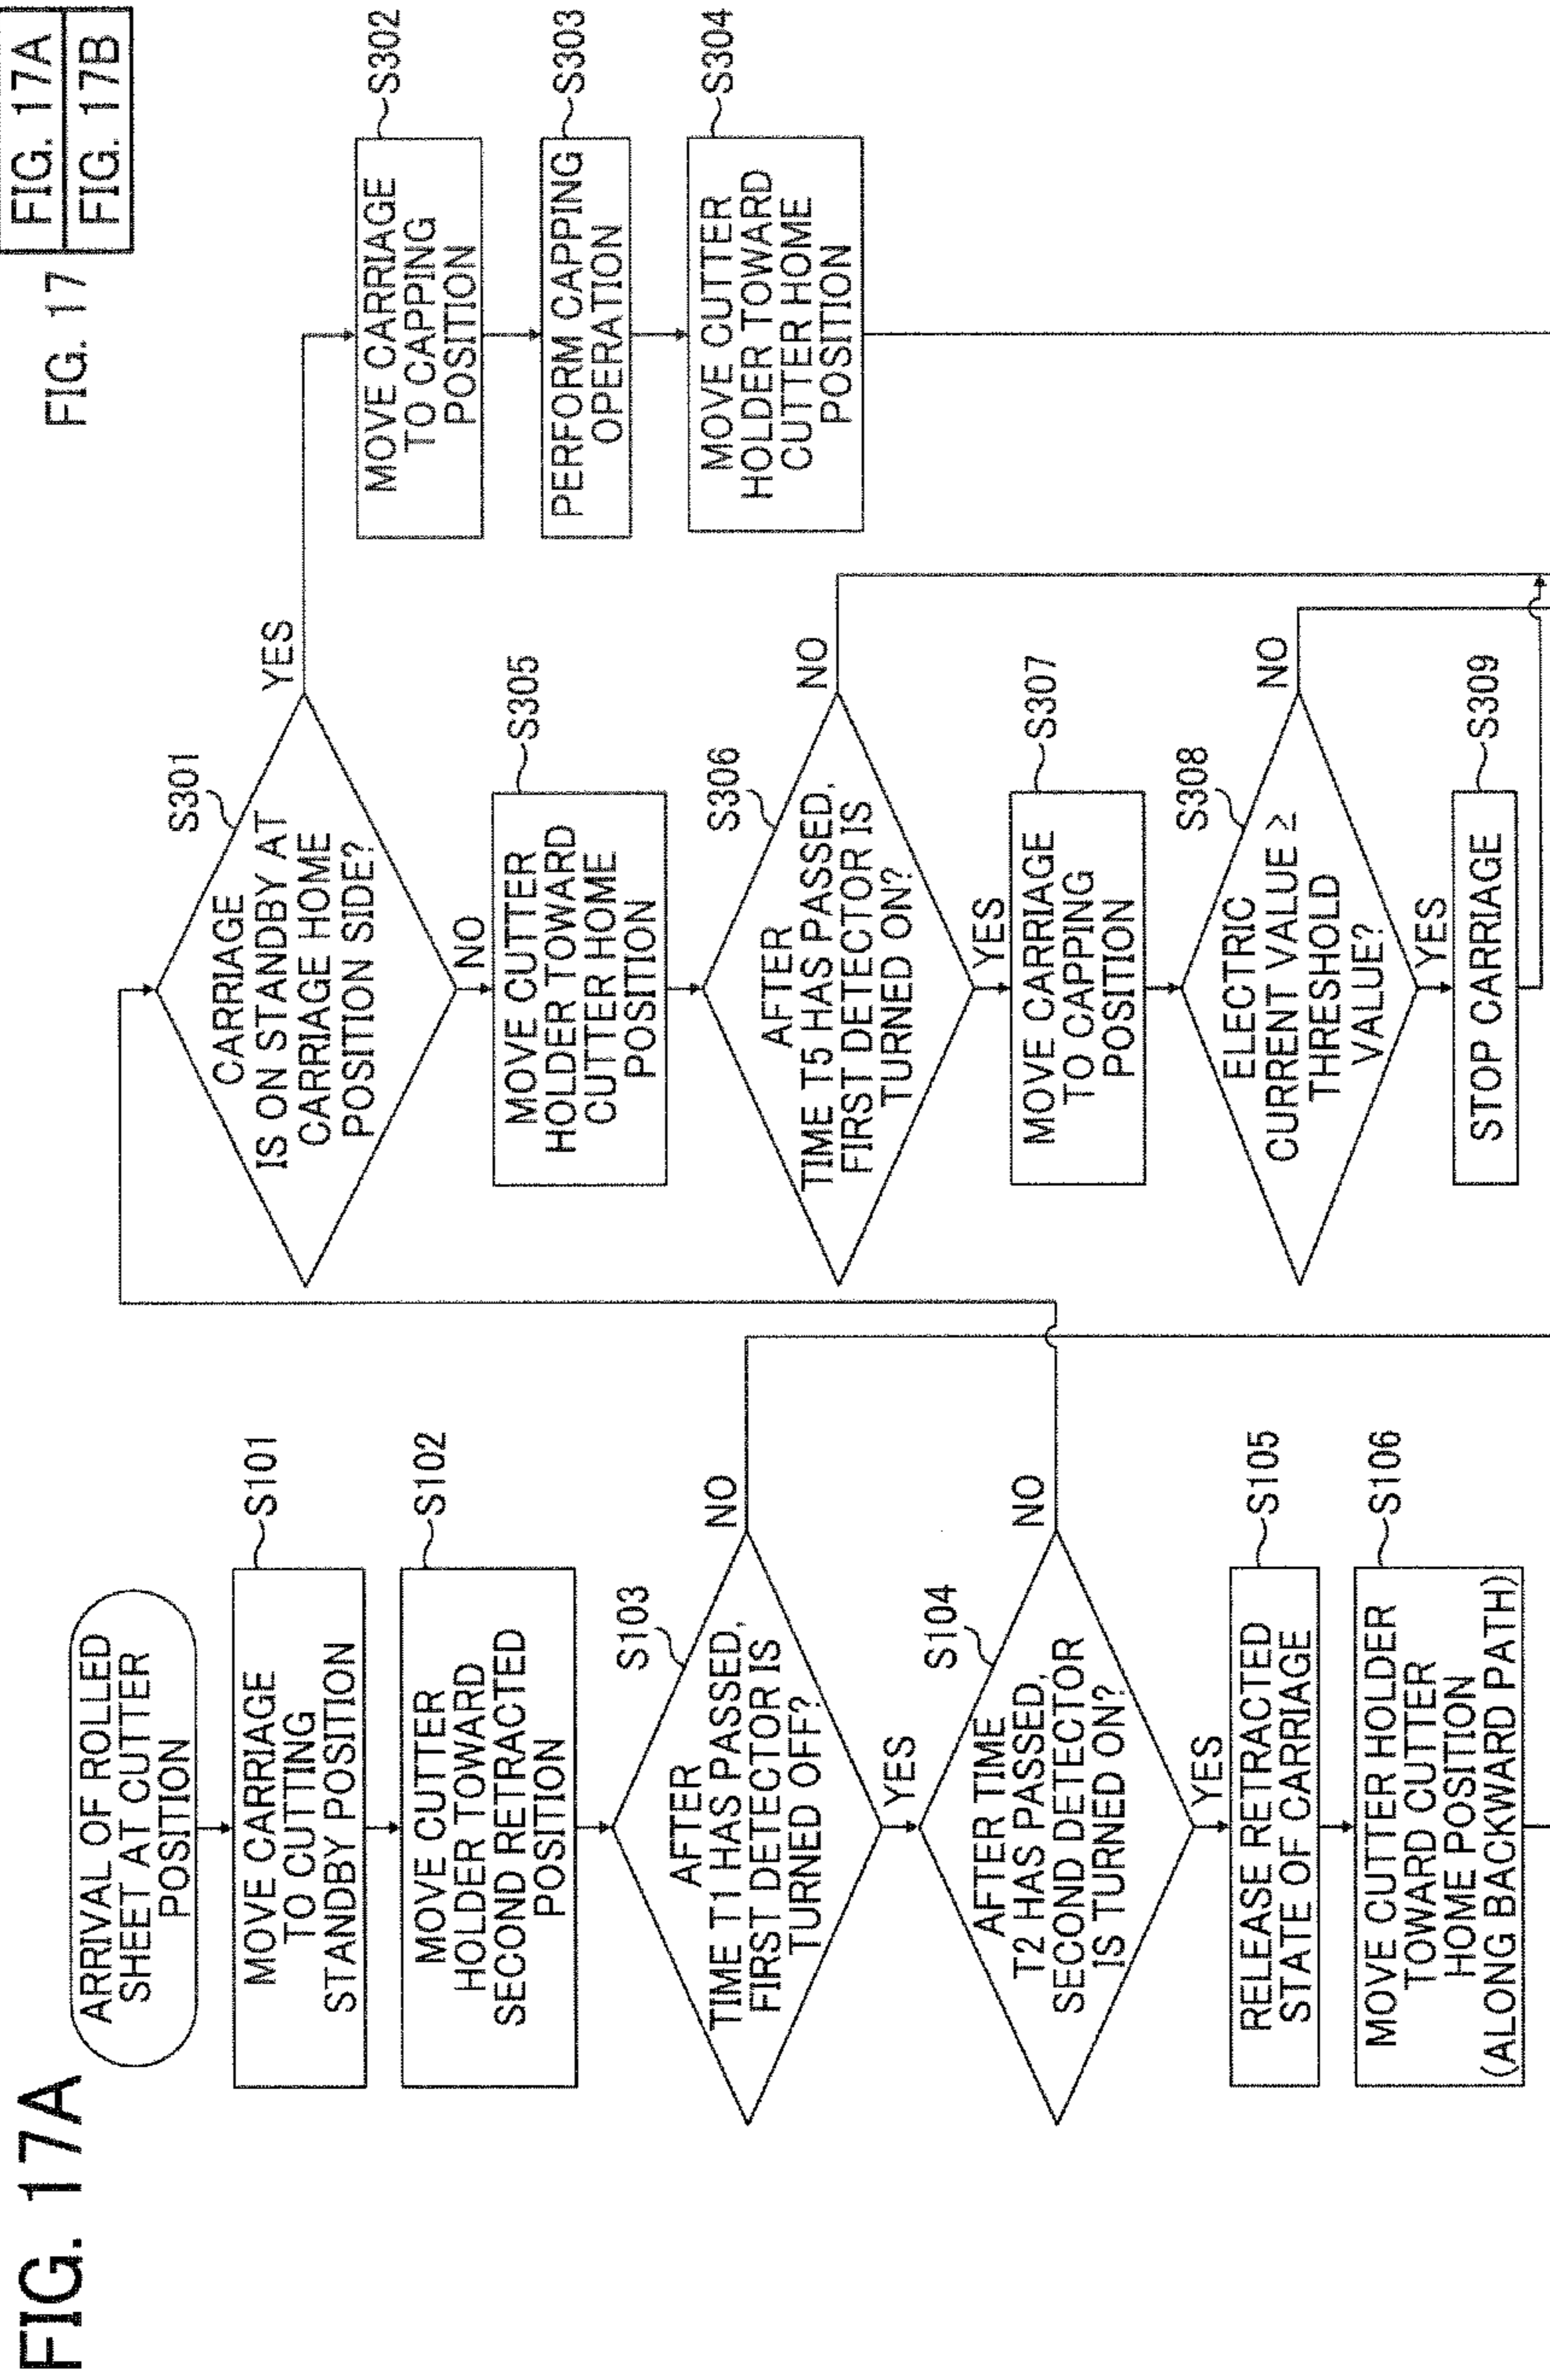 FIG. 17A
FIG. 17
FIG. 17A
FIG. 17B
ARRIVAL OF ROLLED
SHEET AT CUTTER
POSITION
MOVE CARRIAGE
TO CUTTING
STANDBY POSITION
S101
MOVE CUTTER
HOLDER TOWARD
SECOND RETRACTED
POSITION
S102
AFTER
TIME T1 HAS PASSED,
FIRST DETECTOR IS
TURNED OFF?
S103
NO
YES
AFTER TIME
T2 HAS PASSED,
SECOND DETECTOR
IS TURNED ON?
S104
NO
YES
RELEASE RETRACTED
STATE OF CARRIAGE
S105
MOVE CUTTER HOLDER
TOWARD CUTTER
HOME POSITION
(ALONG BACKWARD PATH)
S106
CARRIAGE
IS ON STANDBY AT
CARRIAGE HOME
POSITION SIDE?
S301
YES
NO
MOVE CUTTER
HOLDER TOWARD
CUTTER HOME
POSITION
S305
AFTER
TIME T5 HAS PASSED,
FIRST DETECTOR IS
TURNED ON?
S306
NO
YES
MOVE CARRIAGE
TO CAPPING
POSITION
S307
ELECTRIC
CURRENT VALUE ≥
THRESHOLD
VALUE?
S308
NO
YES
STOP CARRIAGE
S309
MOVE CARRIAGE
TO CAPPING
POSITION
S302
PERFORM CAPPING
OPERATION
S303
MOVE CUTTER
HOLDER TOWARD
CUTTER HOME
POSITION
S304